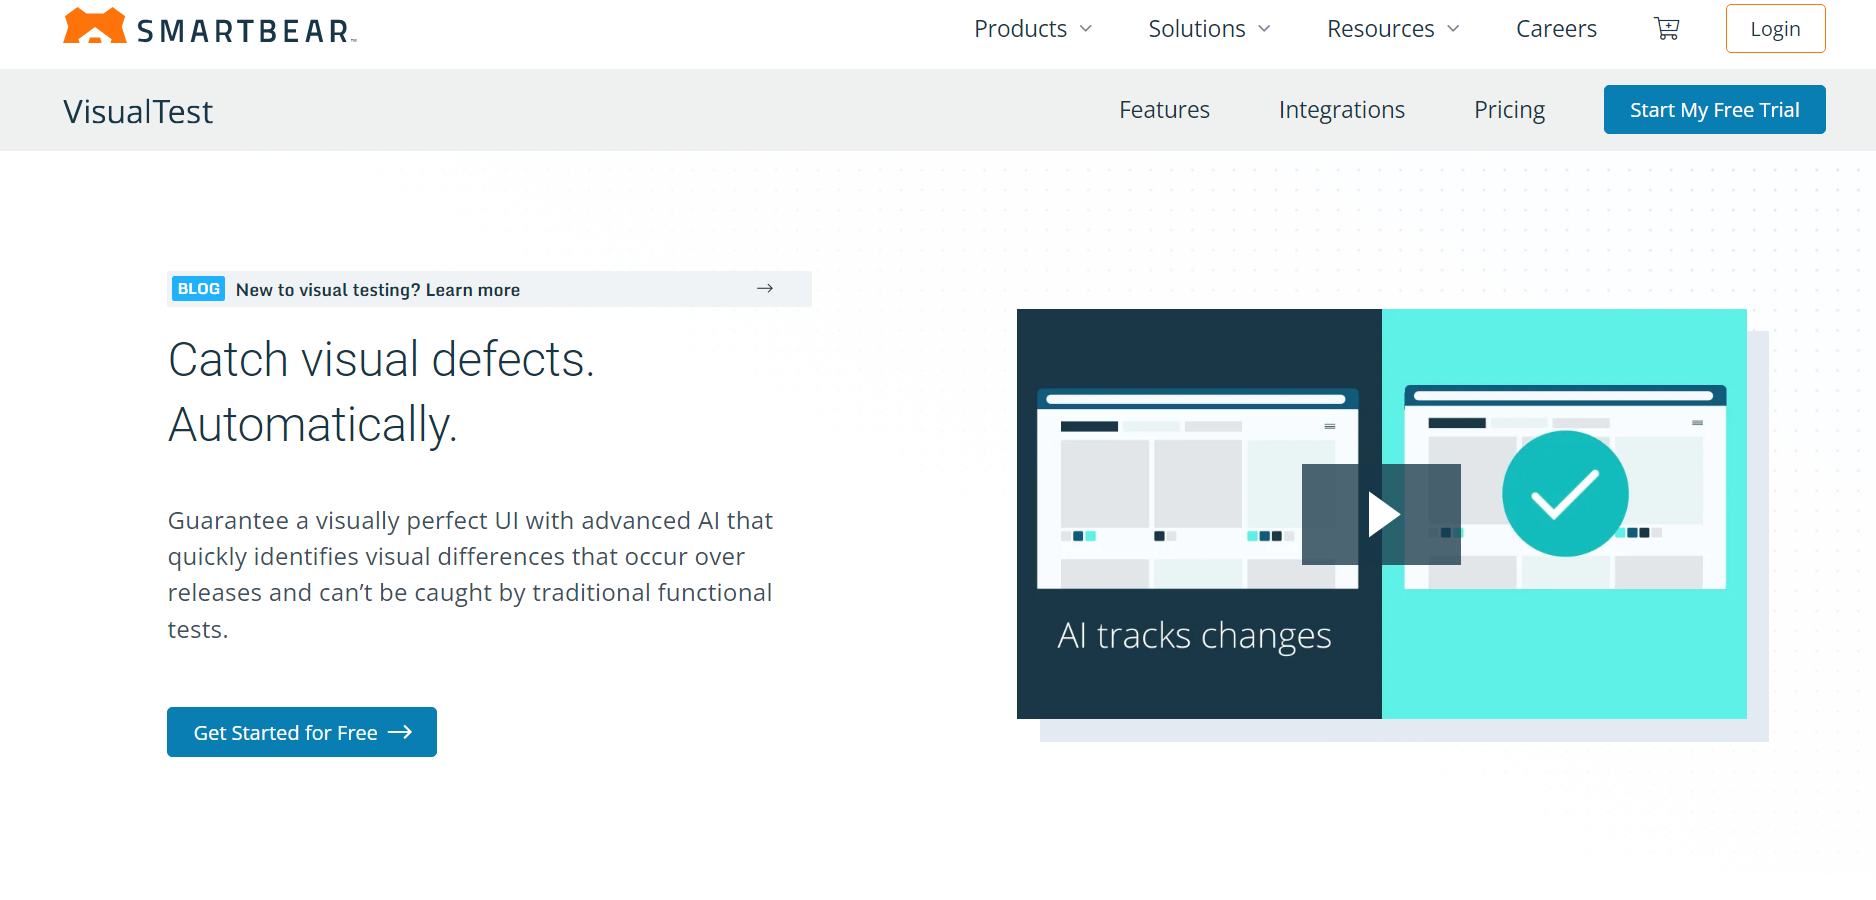 SMARTBEAR™
Products
Solutions
Resources
Careers
Login
VisualTest
Features
Integrations
Pricing
Start My Free Trial
BLOG New to visual testing? Learn more
Catch visual defects.
Automatically.
Guarantee a visually perfect UI with advanced AI that
quickly identifies visual differences that occur over
releases and can’t be caught by traditional functional
tests.
Get Started for Free
AI tracks changes